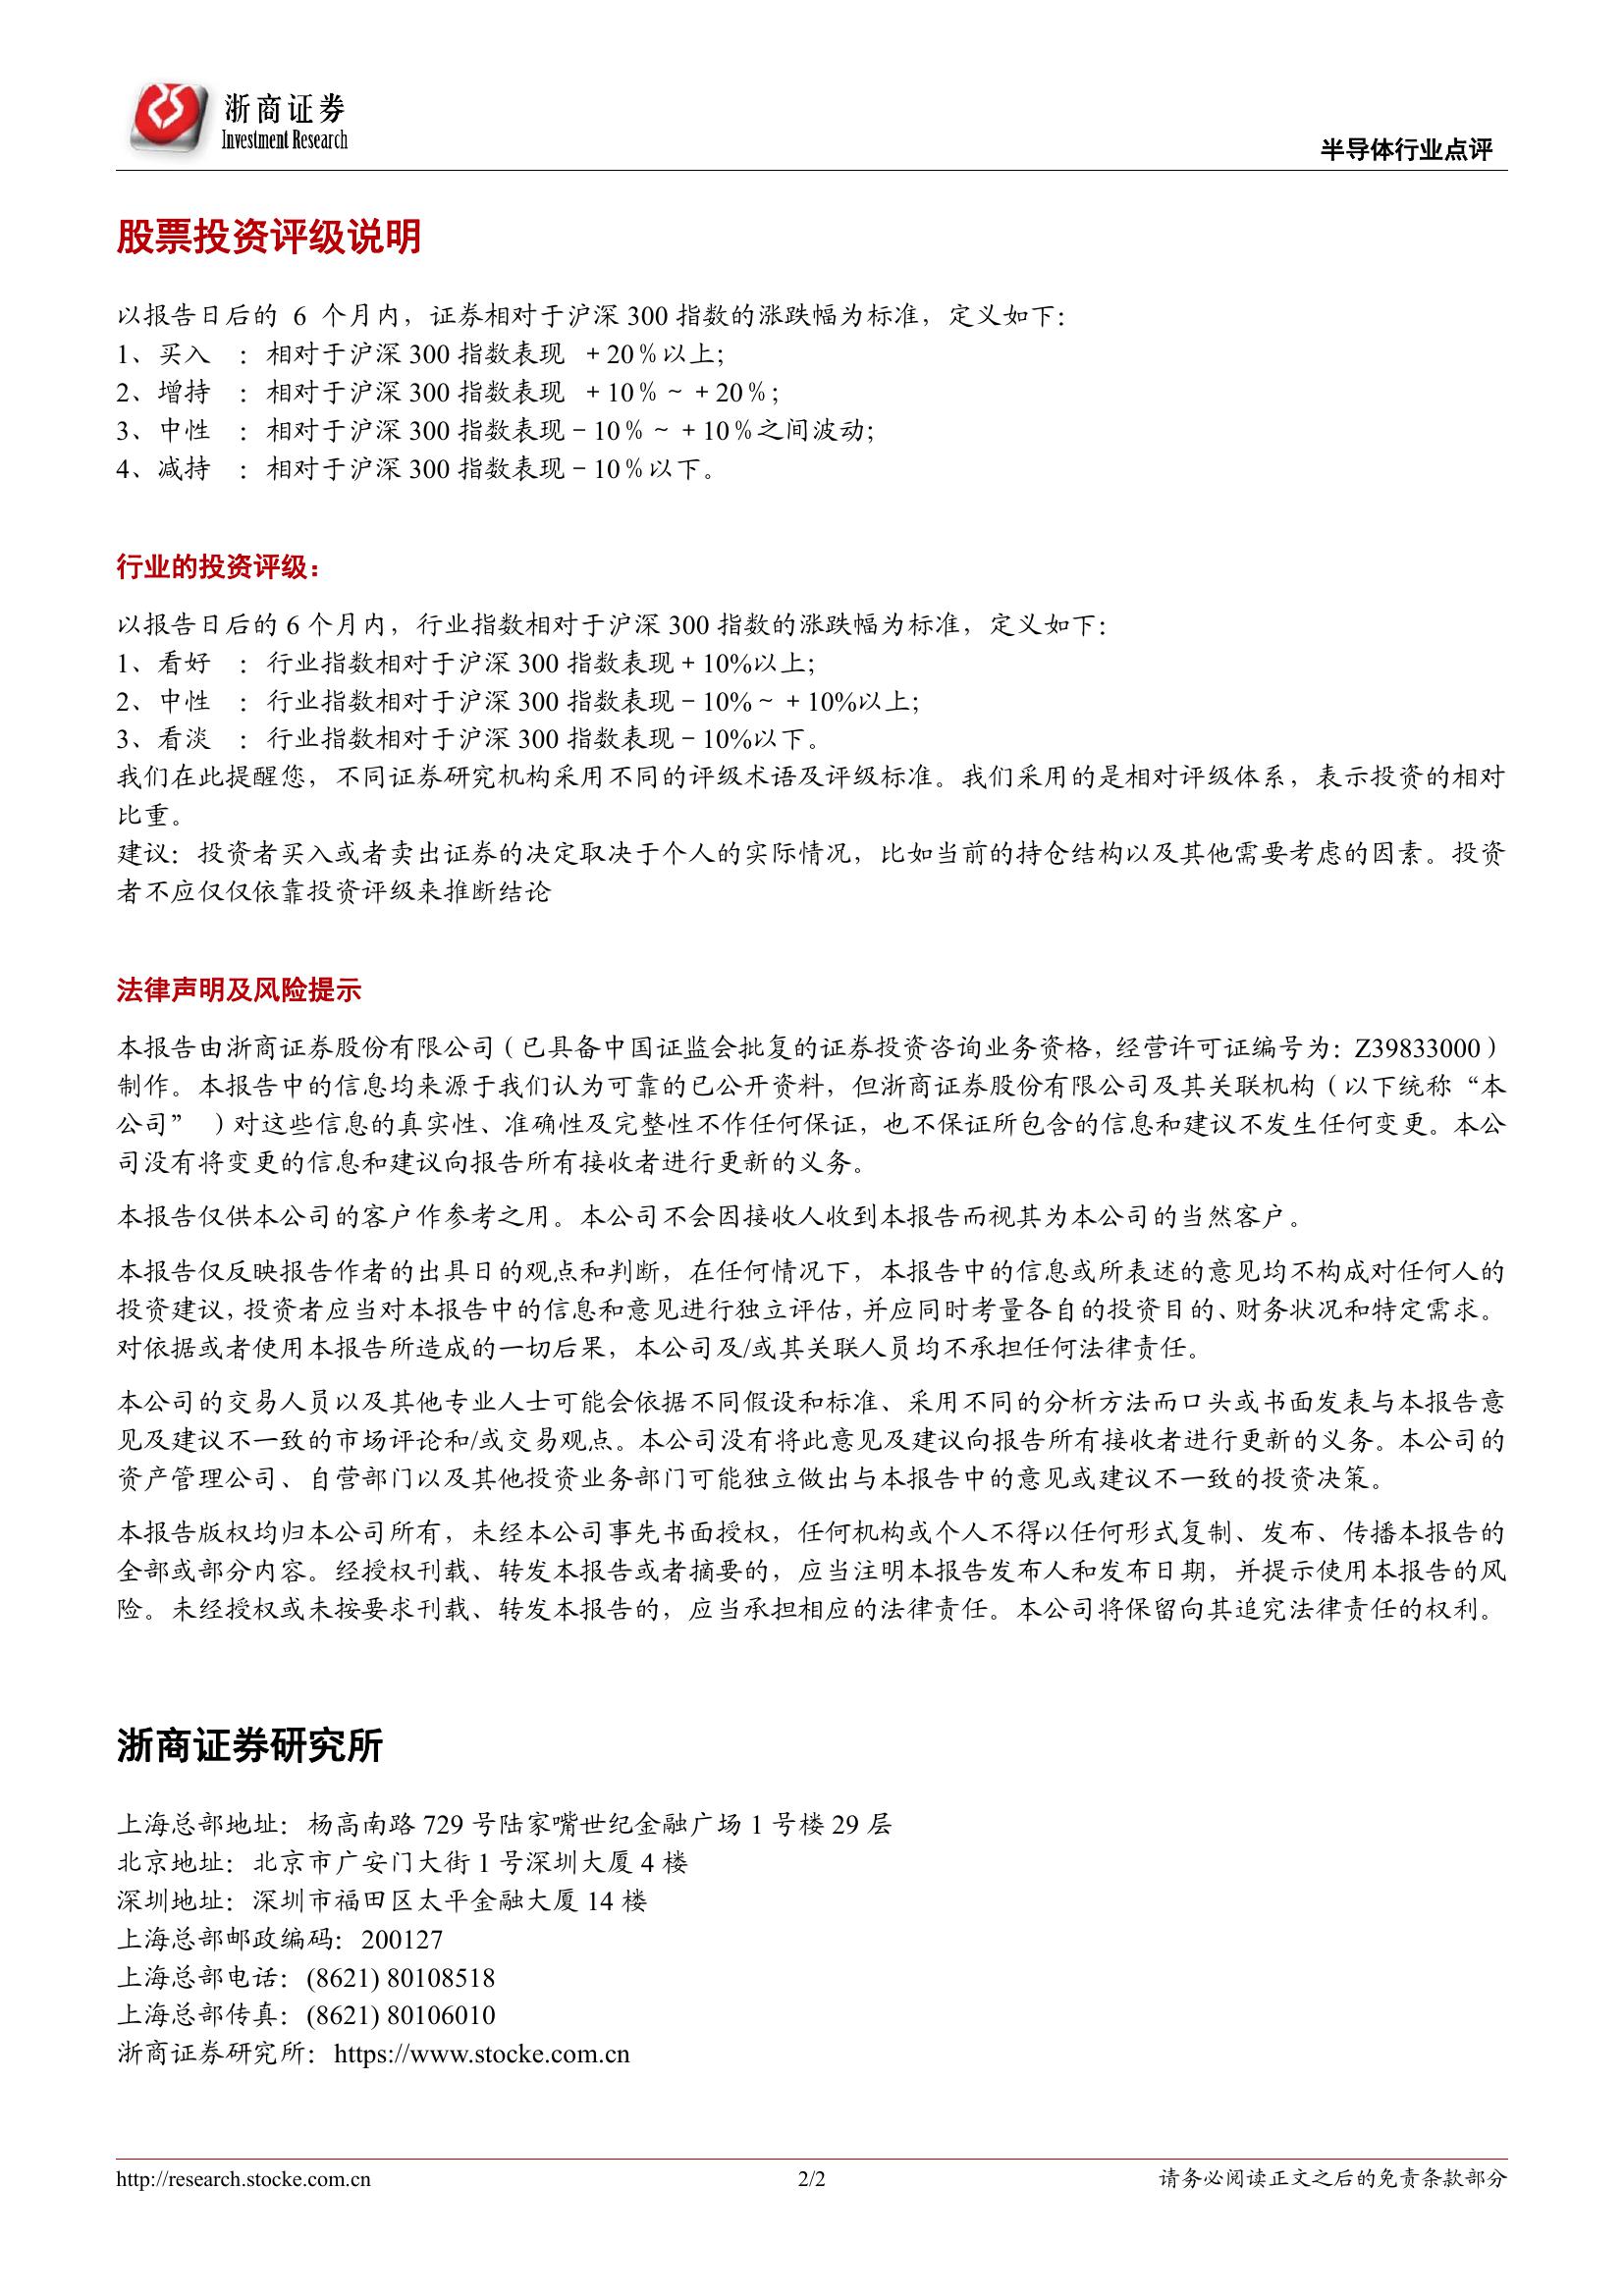 浙商证券
Investment Research
半导体行业点评
股票投资评级说明
以报告日后的 6 个月内，证券相对于沪深 300 指数的涨跌幅为标准，定义如下：
1、买入 ：相对于沪深 300 指数表现 ＋20％以上；
2、增持 ：相对于沪深 300 指数表现 ＋10％～＋20％；
3、中性 ：相对于沪深 300 指数表现－10％～＋10％之间波动；
4、减持 ：相对于沪深 300 指数表现－10％以下。
行业的投资评级：
以报告日后的 6 个月内，行业指数相对于沪深 300 指数的涨跌幅为标准，定义如下：
1、看好 ：行业指数相对于沪深 300 指数表现＋10%以上；
2、中性 ：行业指数相对于沪深 300 指数表现－10%～＋10%以上；
3、看淡 ：行业指数相对于沪深 300 指数表现－10%以下。
我们在此提醒您，不同证券研究机构采用不同的评级术语及评级标准。我们采用的是相对评级体系，表示投资的相对
比重。
建议：投资者买入或者卖出证券的决定取决于个人的实际情况，比如当前的持仓结构以及其他需要考虑的因素。投资
者不应仅仅依靠投资评级来推断结论
法律声明及风险提示
本报告由浙商证券股份有限公司（已具备中国证监会批复的证券投资咨询业务资格，经营许可证编号为：Z39833000）
制作。本报告中的信息均来源于我们认为可靠的已公开资料，但浙商证券股份有限公司及其关联机构（以下统称“本
公司”）对这些信息的真实性、准确性及完整性不作任何保证，也不保证所包含的信息和建议不发生任何变更。本公
司没有将变更的信息和建议向报告所有接收者进行更新的义务。
本报告仅供本公司的客户作参考之用。本公司不会因接收人收到本报告而视其为本公司的当然客户。
本报告仅反映报告作者的出具日的观点和判断，在任何情况下，本报告中的信息或所表述的意见均不构成对任何人的
投资建议，投资者应当对本报告中的信息和意见进行独立评估，并应同时考量各自的投资目的、财务状况和特定需求。
对依据或者使用本报告所造成的一切后果，本公司及/或其关联人员均不承担任何法律责任。
本公司的交易人员以及其他专业人士可能会依据不同假设和标准、采用不同的分析方法而口头或书面发表与本报告意
见及建议不一致的市场评论和/或交易观点。本公司没有将此意见及建议向报告所有接收者进行更新的义务。本公司的
资产管理公司、自营部门以及其他投资业务部门可能独立做出与本报告中的意见或建议不一致的投资决策。
本报告版权均归本公司所有，未经本公司事先书面授权，任何机构或个人不得以任何形式复制、发布、传播本报告的
全部或部分内容。经授权刊载、转发本报告或者摘要的，应当注明本报告发布人和发布日期，并提示使用本报告的风
险。未经授权或未按要求刊载、转发本报告的，应当承担相应的法律责任。本公司将保留向其追究法律责任的权利。
浙商证券研究所
上海总部地址：杨高南路 729 号陆家嘴世纪金融广场 1 号楼 29 层
北京地址：北京市广安门大街 1 号深圳大厦 4 楼
深圳地址：深圳市福田区太平金融大厦 14 楼
上海总部邮政编码：200127
上海总部电话：(8621) 80108518
上海总部传真：(8621) 80106010
浙商证券研究所：https://www.stocke.com.cn
http://research.stocke.com.cn
2/2
请务必阅读正文之后的免责条款部分